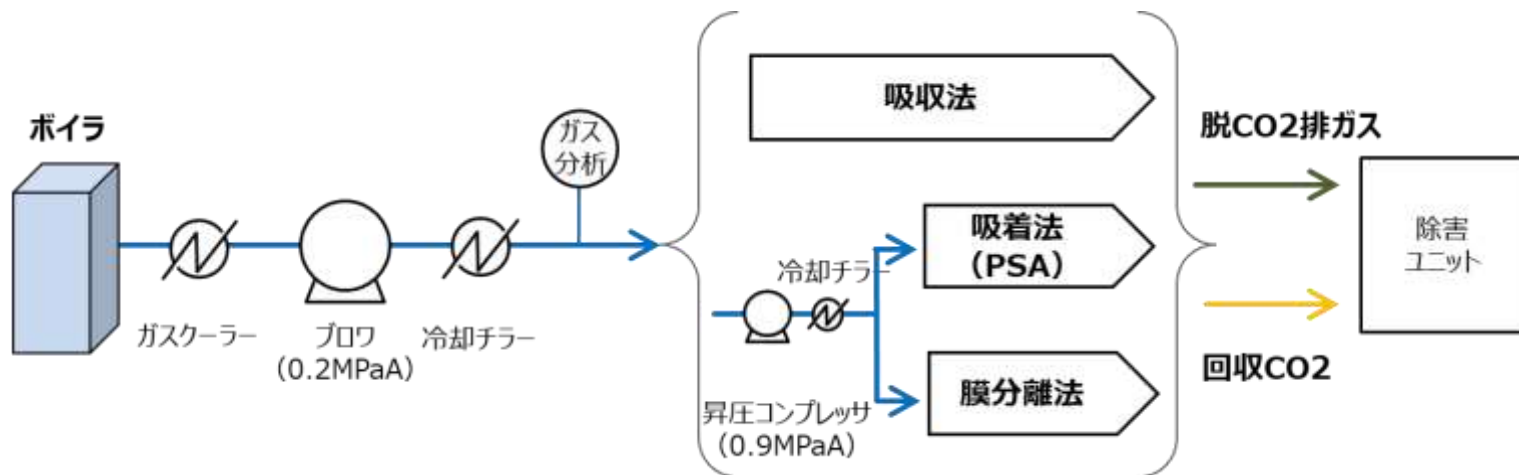 ボイラ
ガスクーラー
ブロワ
(0.2MPaA)
冷却チラー
ガス
分析
吸収法
冷却チラー
昇圧コンプレッサ
(0.9MPaA)
吸着法
(PSA)
膜分離法
脱CO2排ガス
回収CO2
除害
ユニット